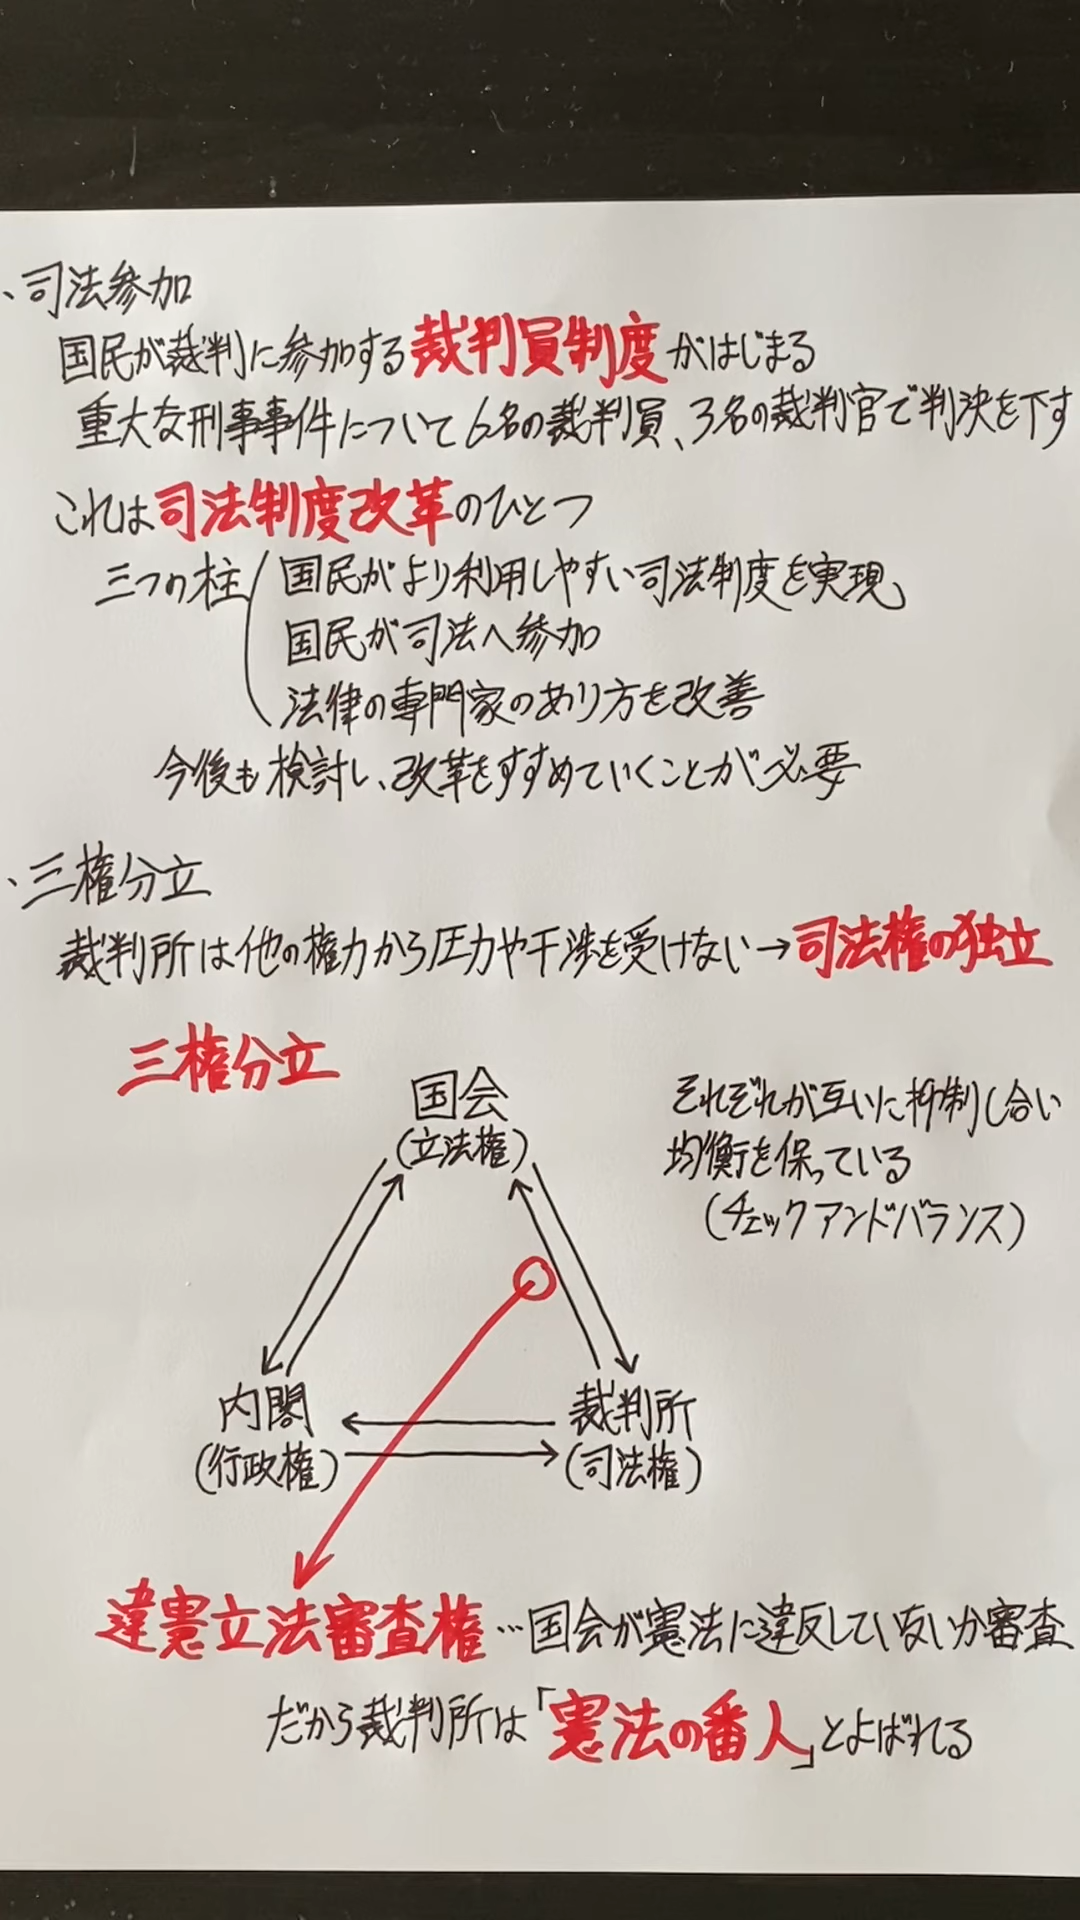 ・司法参加
国民が裁判に参加する裁判員制度がはじまる
重大な刑事事件について6名の裁判員、3名の裁判官で判決を下す
これは司法制度改革のひとつ
三つの柱
国民がより利用しやすい司法制度を実現
国民が司法へ参加
法律の専門家のあり方を改善
今後も検討し、改革をすすめていくことが必要
・三権分立
裁判所は他の権力から圧力や干渉を受けない→司法権の独立
三権分立
国会
(立法権)
それぞれが互いに抑制し合い
均衡を保っている
(チェックアンドバランス)
内閣
(行政権)
裁判所
(司法権)
違憲立法審査権…国会が憲法に違反していないか審査
だから裁判所は「憲法の番人」とよばれる